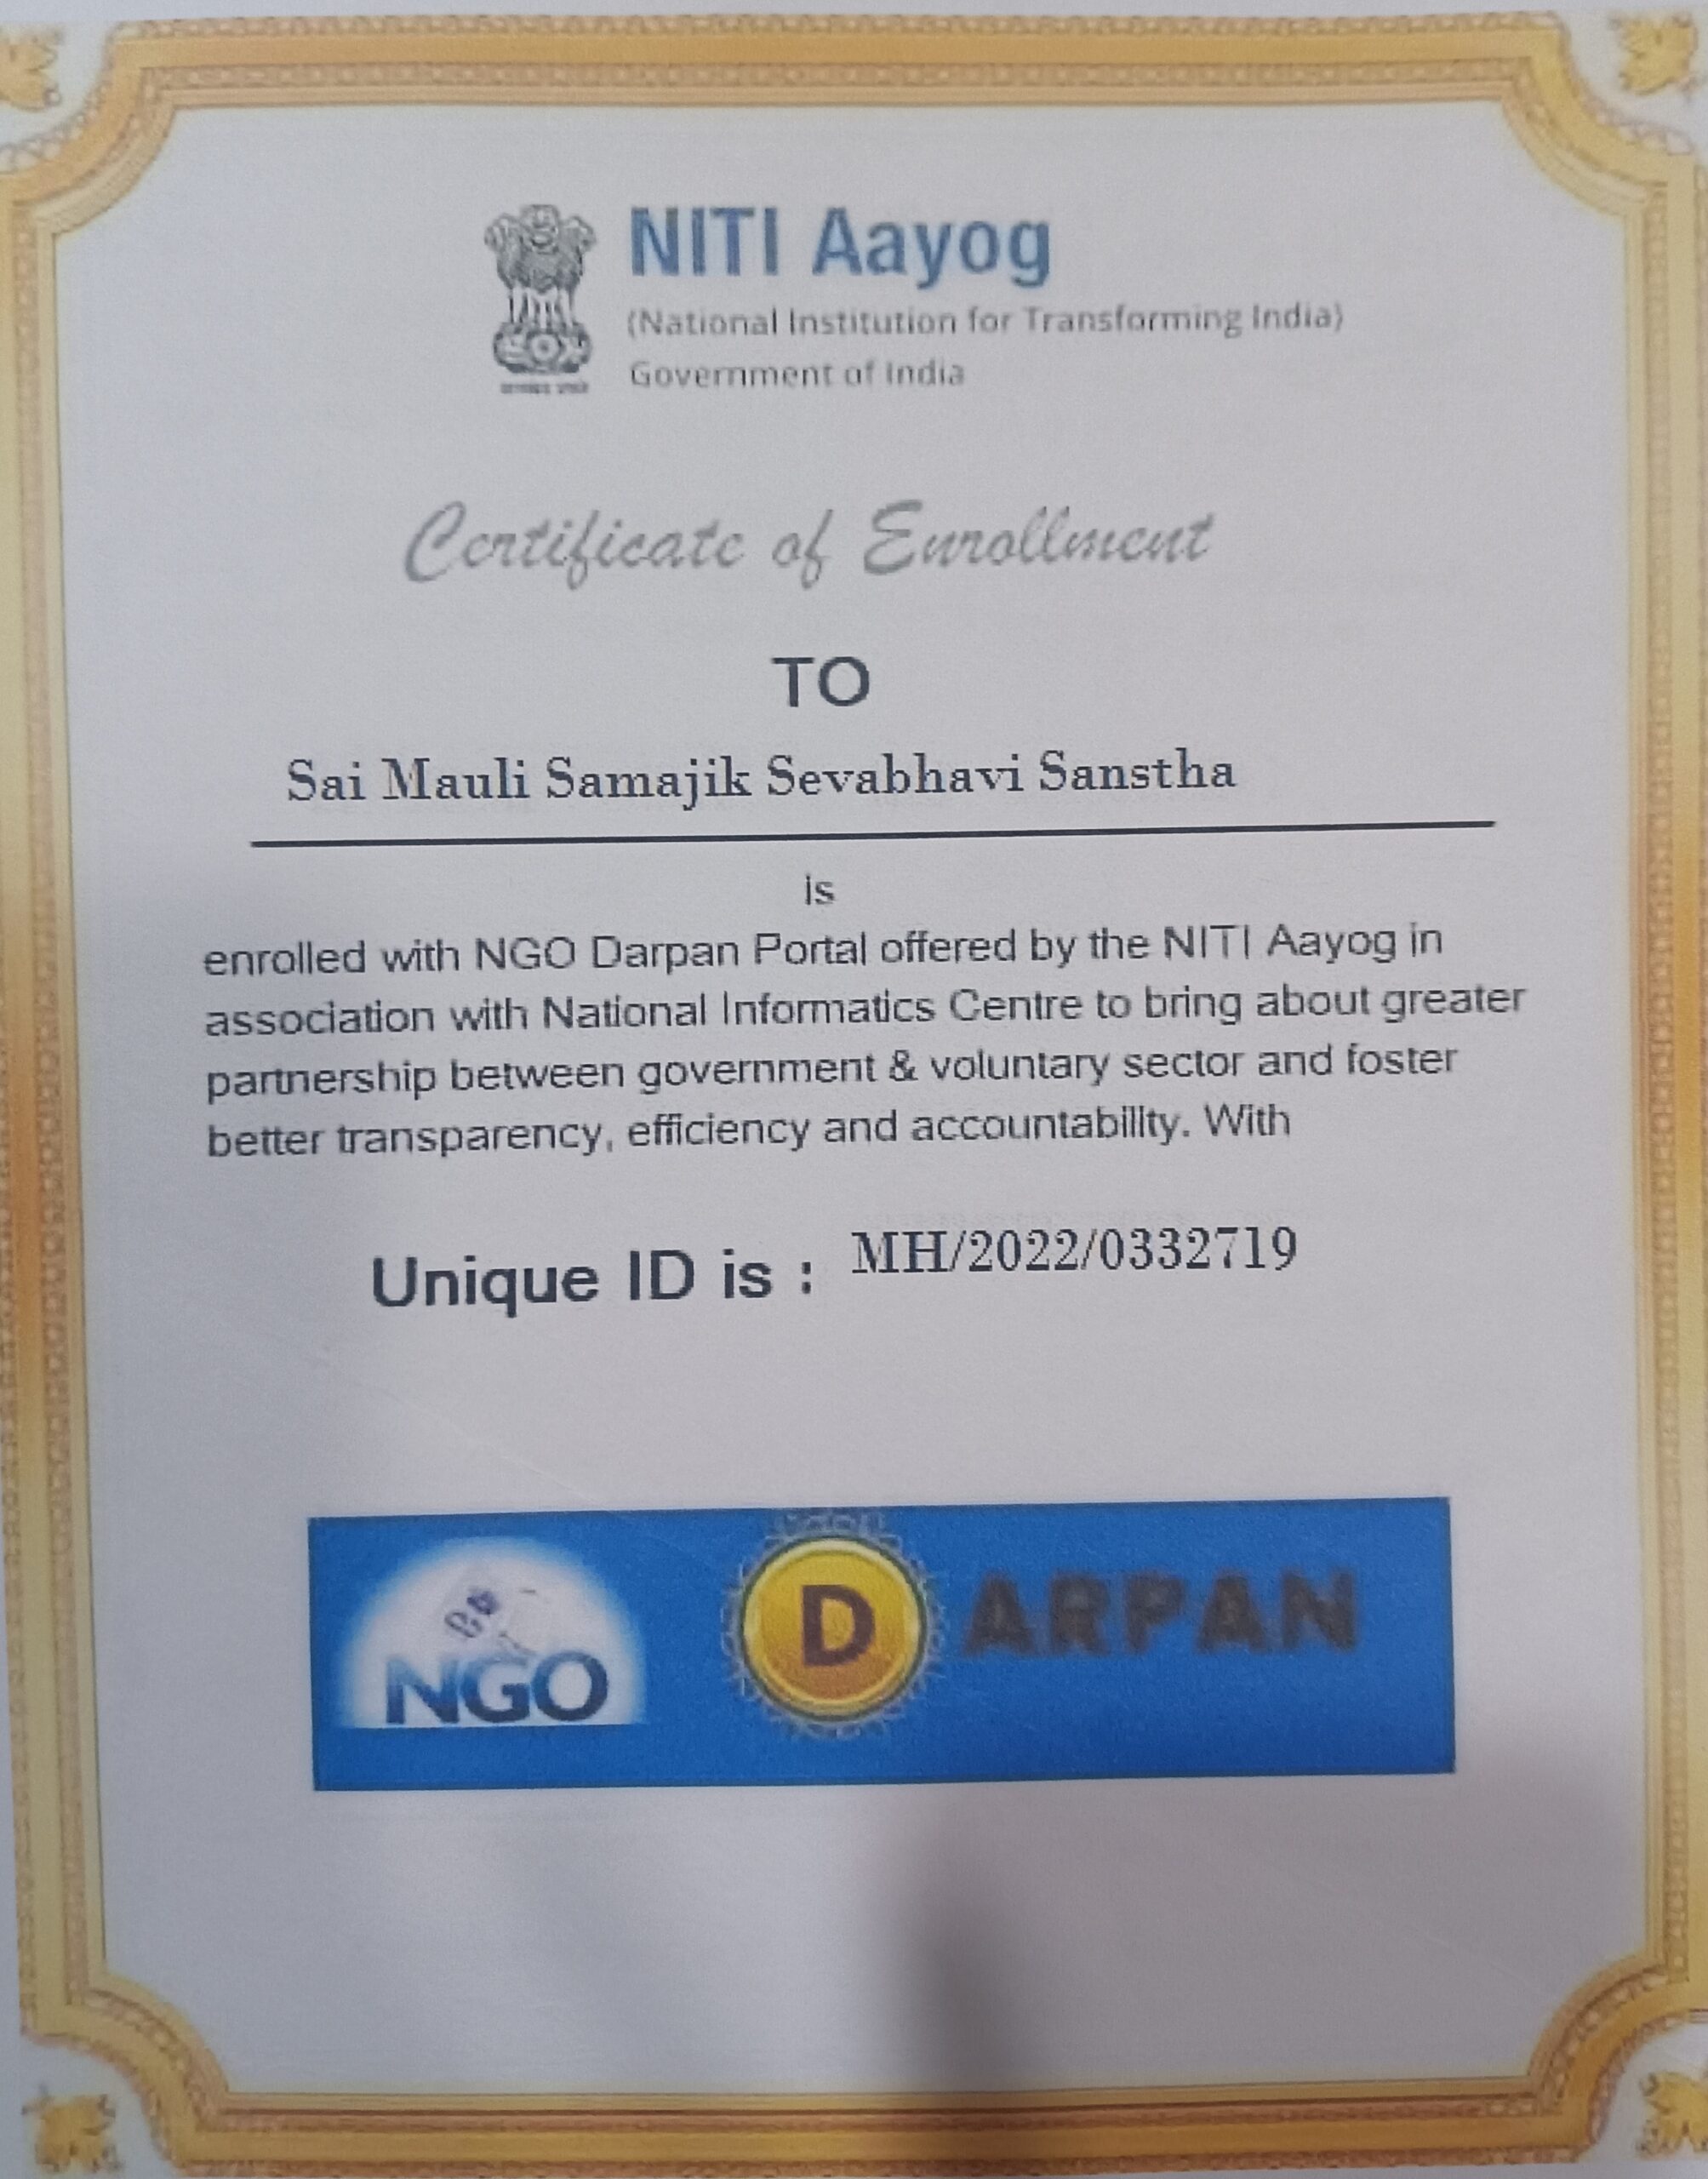 NITI Aayog
(National Institution for Transforming India)
Government of India
Certificate of Enrollment
TO
Sai Mauli Samajik Sevabhavi Sanstha
is
enrolled with NGO Darpan Portal offered by the NITI Aayog in
association with National Informatics Centre to bring about greater
partnership between government & voluntary sector and foster
better transparency, efficiency and accountability. With
Unique ID is : MH/2022/0332719
NGO DARPAN